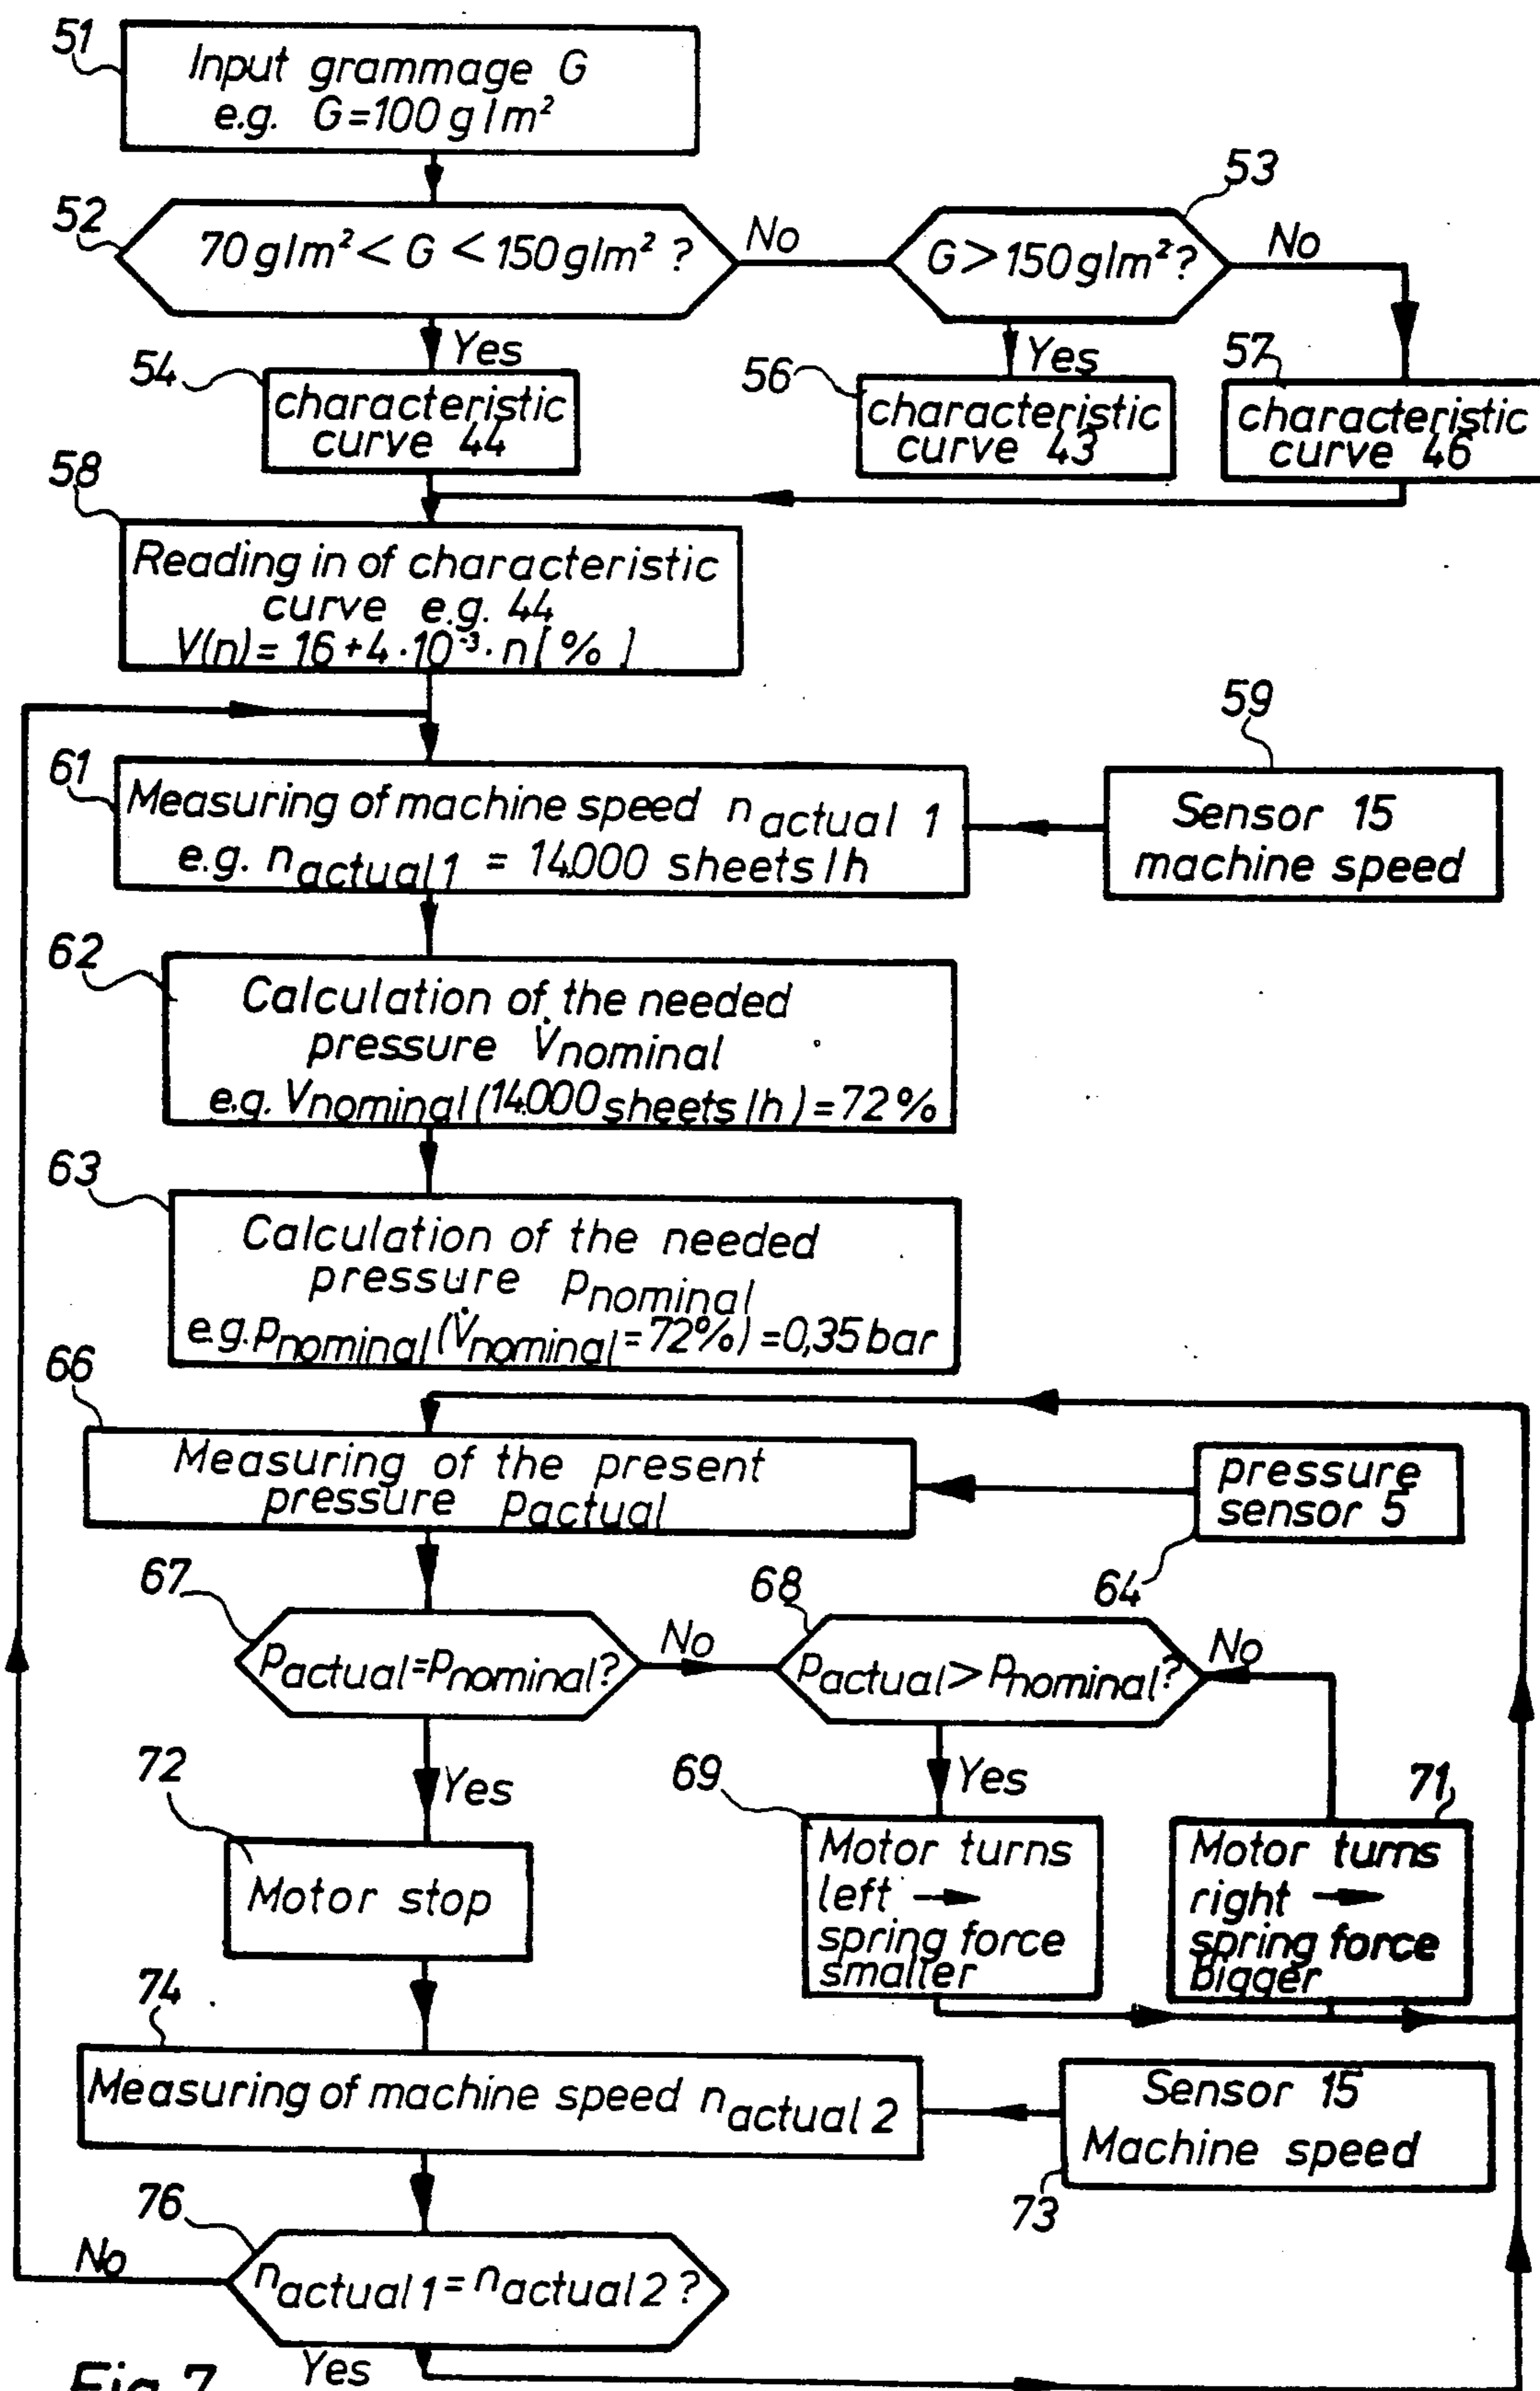 51
Input grammage G
e.g. G=100 g/m²
53
52
70 g/m² < G < 150 g/m² ?
No
G > 150 g/m² ?
No
Yes
Yes
54
characteristic
curve 44
56
characteristic
curve 43
57
characteristic
curve 46
58
Reading in of characteristic
curve e.g. 44
V(n) = 16 + 4 · 10⁻³ · n [ % ]
59
61
Measuring of machine speed n actual 1
e.g. n actual 1 = 14.000 sheets/h
Sensor 15
machine speed
62
Calculation of the needed
pressure V̇nominal
e.g. Vnominal (14.000 sheets/h) = 72%
63
Calculation of the needed
pressure pnominal
e.g. pnominal (V̇nominal = 72%) = 0,35 bar
66
Measuring of the present
pressure pactual
pressure
sensor 5
64
67
pactual = pnominal?
No
68
pactual > pnominal?
No
Yes
Yes
72
Motor stop
69
Motor turns
left →
spring force
smaller
71
Motor turns
right →
spring force
bigger
74
Measuring of machine speed n actual 2
Sensor 15
Machine speed
73
76
No
n actual 1 = n actual 2 ?
Yes
Fig.7